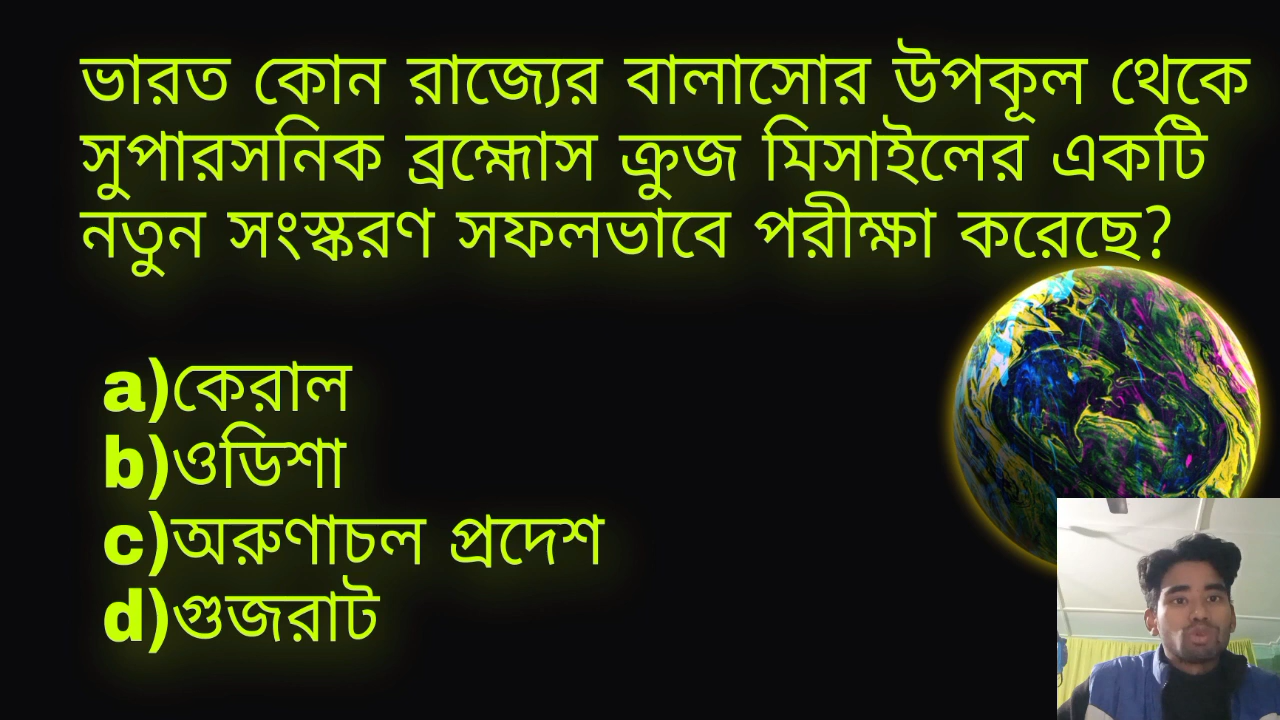 ভারত কোন রাজ্যের বালাসোর উপকূল থেকে
সুপারসনিক ব্রহ্মোস ক্রুজ মিসাইলের একটি
নতুন সংস্করণ সফলভাবে পরীক্ষা করেছে?
a)কেরাল
b)ওডিশা
c)অরুণাচল প্রদেশ
d)গুজরাট